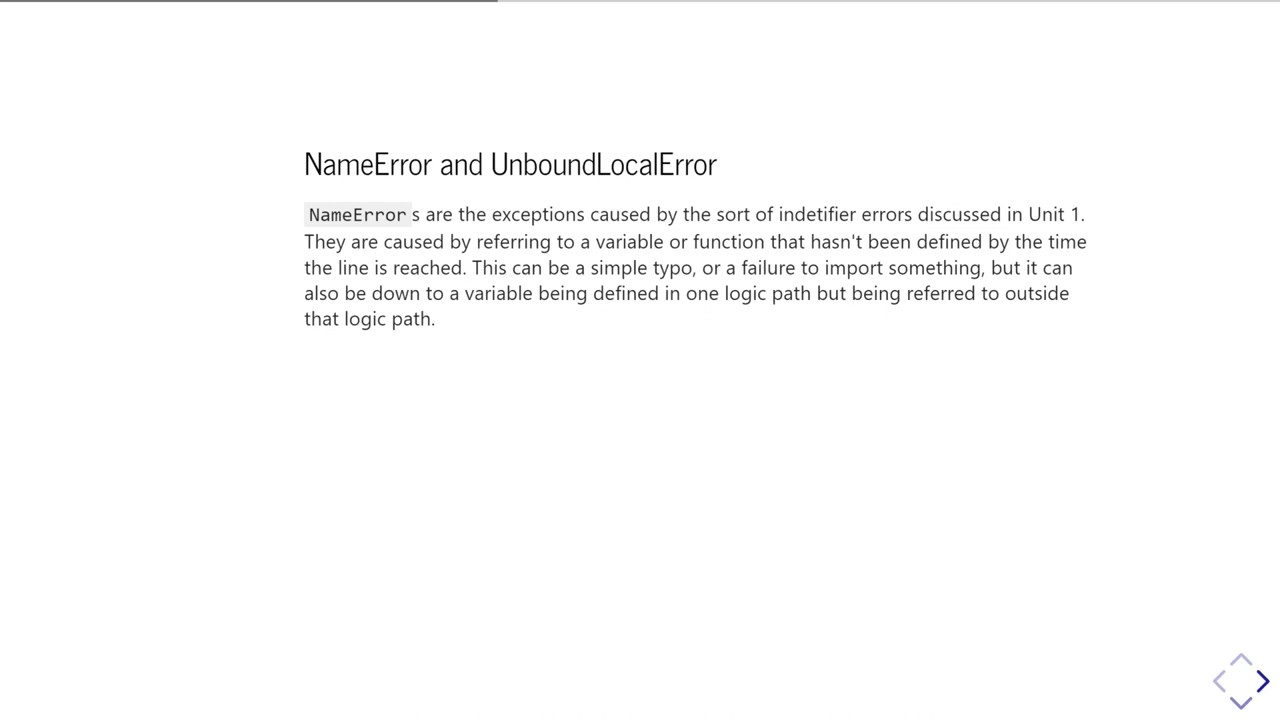 NameError and UnboundLocalError
NameErrors are the exceptions caused by the sort of indetifier errors discussed in Unit 1.
They are caused by referring to a variable or function that hasn't been defined by the time
the line is reached. This can be a simple typo, or a failure to import something, but it can
also be down to a variable being defined in one logic path but being referred to outside
that logic path.